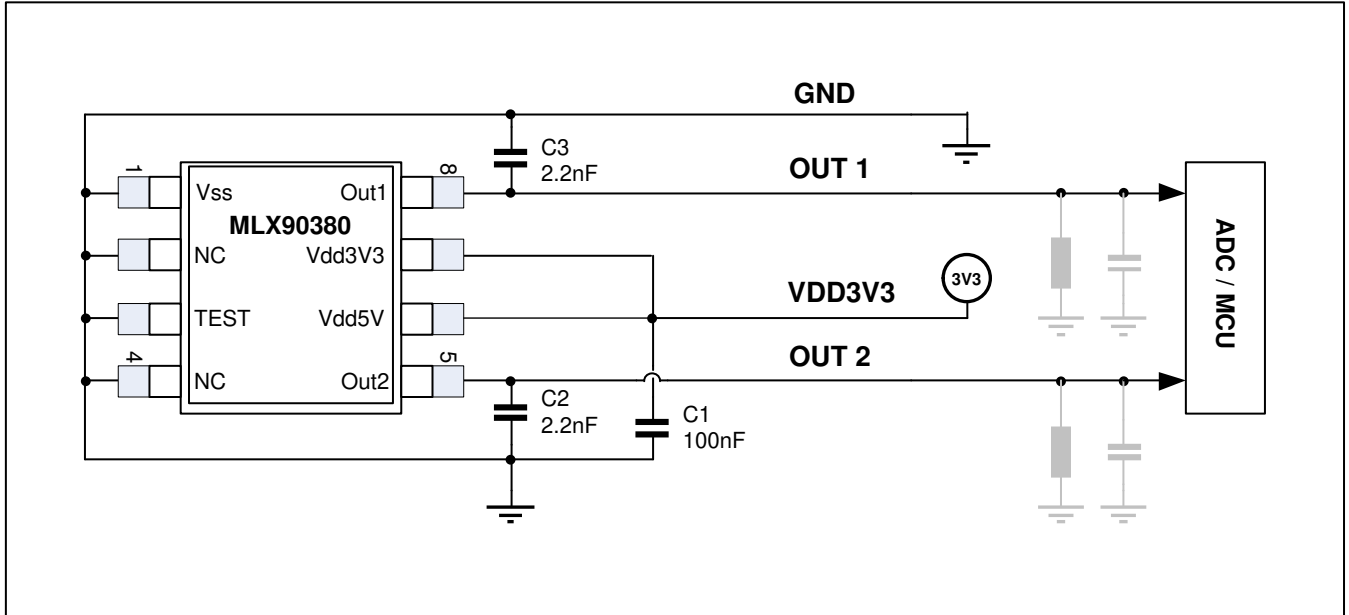 GND
C3
2.2nF
OUT 1
1
8
Vss
Out1
MLX90380
NC
Vdd3V3
3V3
VDD3V3
TEST
Vdd5V
ADC / MCU
OUT 2
4
5
NC
Out2
C2
2.2nF
C1
100nF